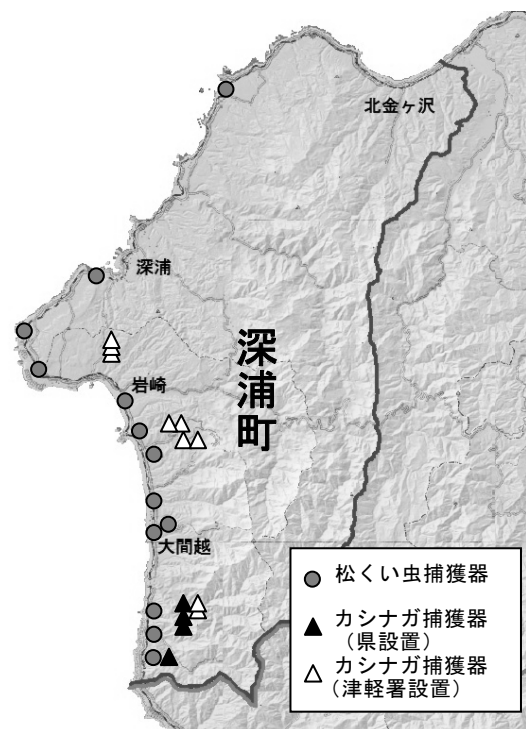 北金ヶ沢
深浦
深浦町
岩崎
大間越
松くい虫捕獲器
カシナガ捕獲器
（県設置）
カシナガ捕獲器
（津軽署設置）